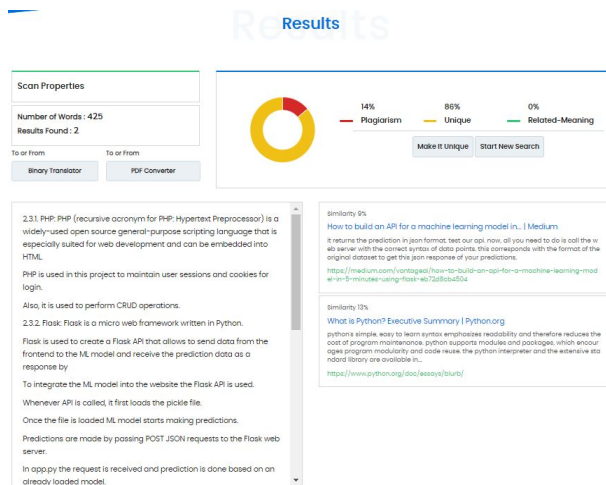 Results
Scan Properties
Number of Words : 425
Results Found : 2
To or From
To or From
Binary Translator
PDF Converter
14%
Plagiarism
86%
Unique
0%
Related-Meaning
Make It Unique
Start New Search
2.3.1. PHP: PHP (recursive acronym for PHP: Hypertext Preprocessor) is a
widely-used open source general-purpose scripting language that is
especially suited for web development and can be embedded into
HTML.
PHP is used in this project to maintain user sessions and cookies for
login.
Also, it is used to perform CRUD operations.
2.3.2. Flask: Flask is a micro web framework written in Python.
Flask is used to create a Flask API that allows to send data from the
frontend to the ML model and receive the prediction data as a
response by
To integrate the ML model into the website the Flask API is used.
Whenever API is called, it first loads the pickle file.
Once the file is loaded ML model starts making predictions.
Predictions are made by passing POST JSON requests to the Flask web
server.
In app.py the request is received and prediction is done based on an
already loaded model.
Similarity 9%
How to build an API for a machine learning model in... | Medium
it returns the prediction in json format. test our api. now, all you need to do is call the w
eb server with the correct syntax of data points. this corresponds with the format of the
original dataset to get this json response of your predictions.
https://medium.com/vantageai/how-to-build-an-api-for-a-machine-learning-mod
el-in-5-minutes-using-flask-eb72d8cb4504
Similarity 13%
What is Python? Executive Summary | Python.org
python's simple, easy to learn syntax emphasizes readability and therefore reduces the
cost of program maintenance. python supports modules and packages, which encour
ages program modularity and code reuse. the python interpreter and the extensive sta
ndard library are available in...
https://www.python.org/doc/essays/blurb/